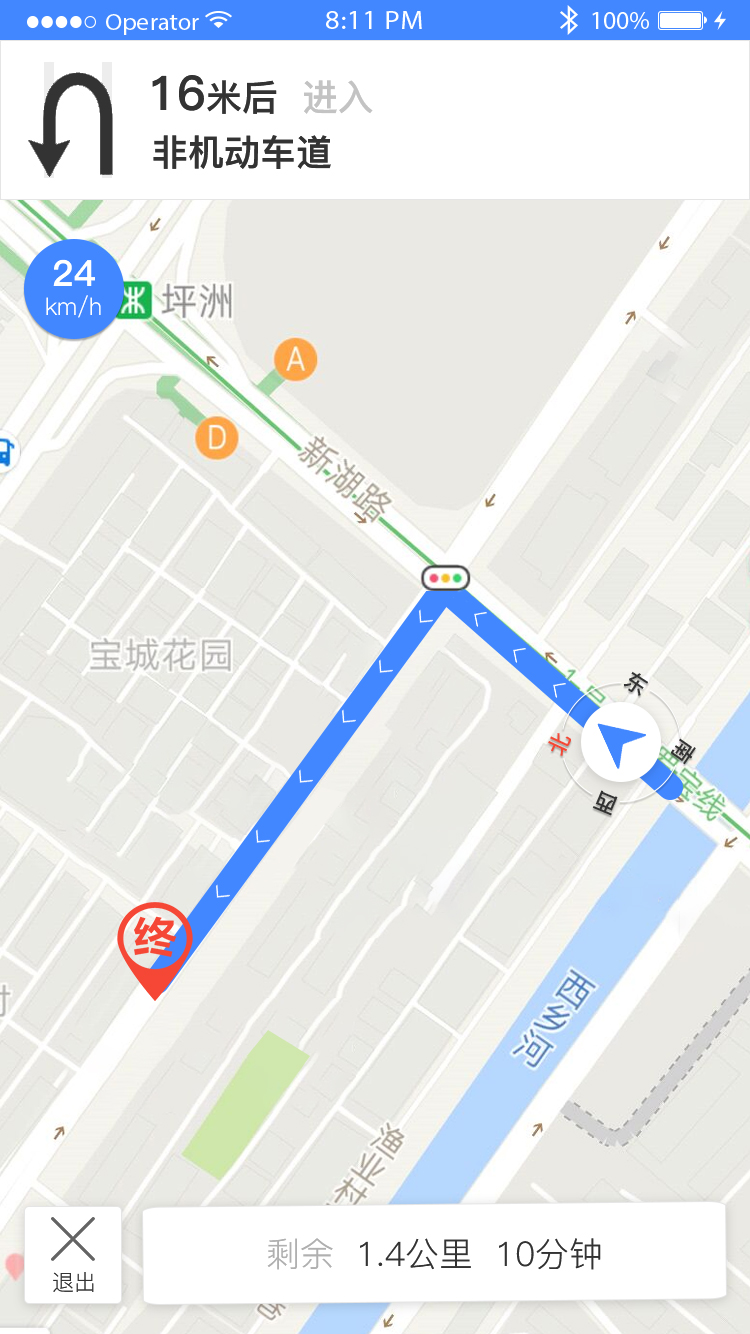 Operator
8:11 PM
100%
16米后 进入
非机动车道
24
km/h
坪洲
A
D
新湖路
宝城花园
东
北
南
西
宝线
终
西乡河
村
渔业村
剩余 1.4公里 10分钟
退出